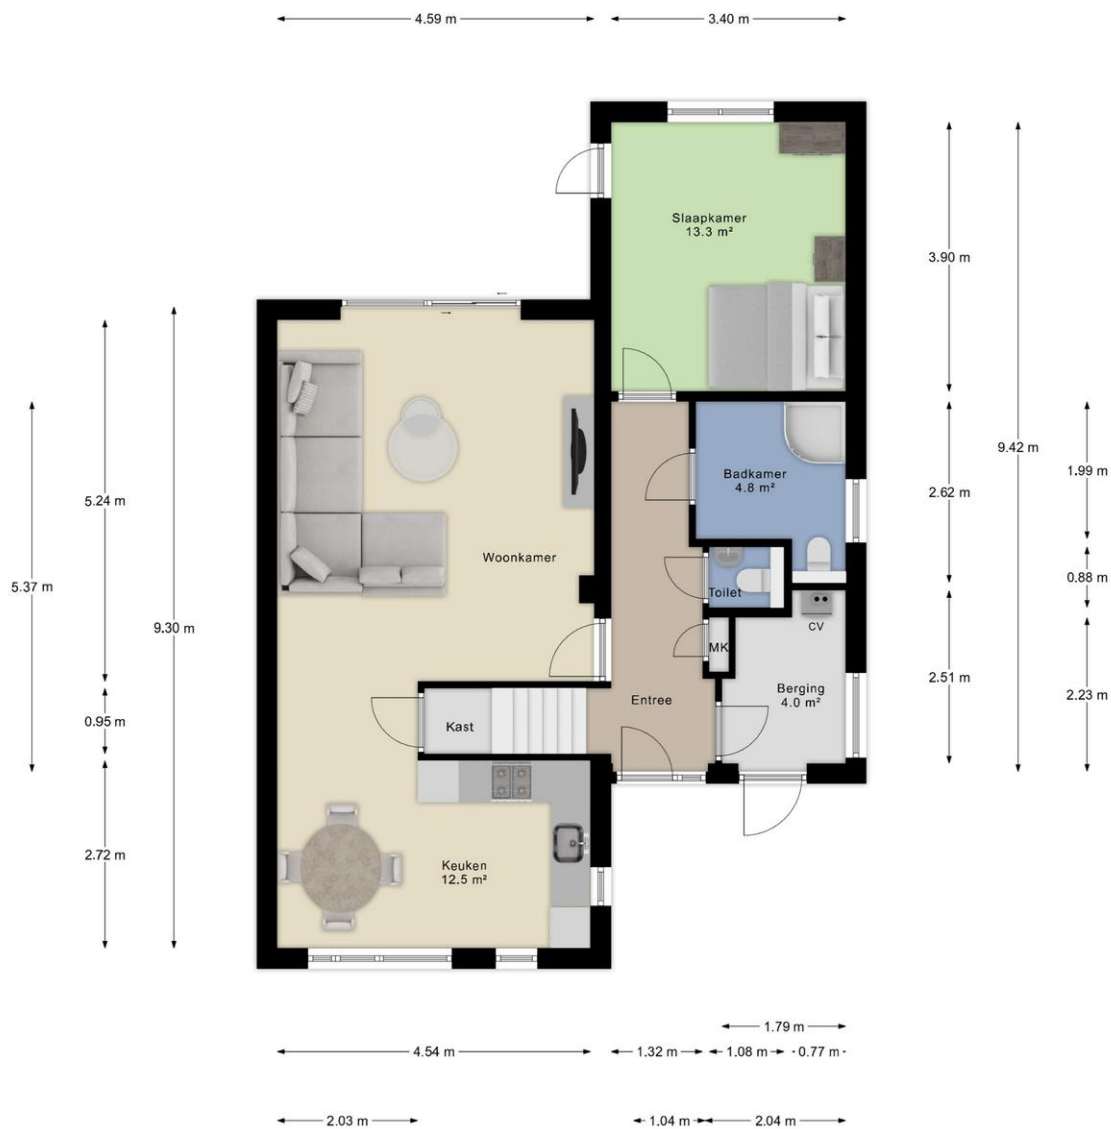 4.59 m
3.40 m
Slaapkamer
13.3 m²
3.90 m
9.42 m
Badkamer
4.8 m²
2.62 m
1.99 m
5.24 m
Woonkamer
5.37 m
0.88 m
Toilet
CV
9.30 m
MK
2.51 m
Berging
4.0 m²
2.23 m
Entree
0.95 m
Kast
2.72 m
Keuken
12.5 m²
1.79 m
4.54 m
1.32 m
1.08 m
0.77 m
2.03 m
1.04 m
2.04 m